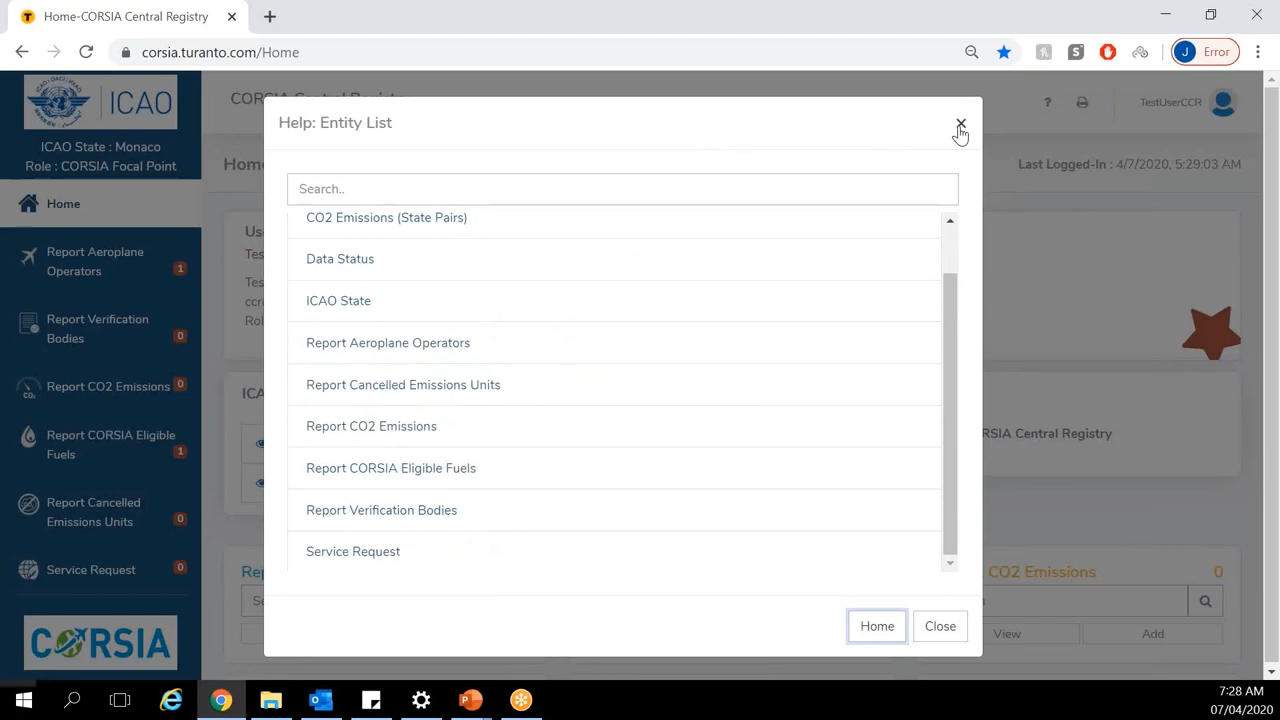 Home-CORSIA Central Registry
corsia.turanto.com/Home
J Error
ICAO
ICAO State : Monaco
Role : CORSIA Focal Point
Home
Report Aeroplane
Operators
1
Report Verification
Bodies
0
CO₂
Report CO2 Emissions
0
Report CORSIA Eligible
Fuels
1
Report Cancelled
Emissions Units
0
Service Request
0
CORSIA
CORSIA Central Registry
?
TestUserCCR
Last Logged-In : 4/7/2020, 5:29:03 AM
Help: Entity List
Search..
CO2 Emissions (State Pairs)
Data Status
ICAO State
Report Aeroplane Operators
Report Cancelled Emissions Units
Report CO2 Emissions
Report CORSIA Eligible Fuels
Report Verification Bodies
Service Request
Home
Close
RSIA Central Registry
CO2 Emissions
0
View
Add
7:28 AM
07/04/2020